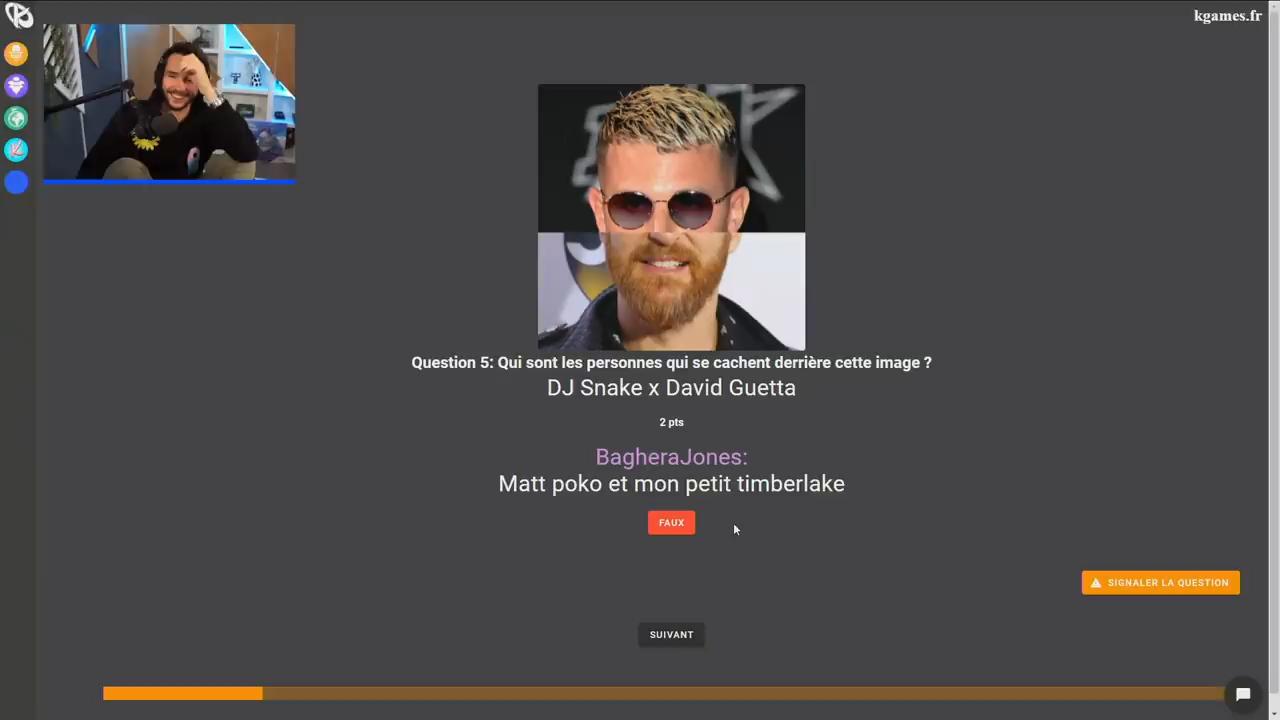 kgames.fr
Question 5: Qui sont les personnes qui se cachent derrière cette image ?
DJ Snake x David Guetta
2 pts
BagheraJones:
Matt poko et mon petit timberlake
FAUX
SIGNALER LA QUESTION
SUIVANT